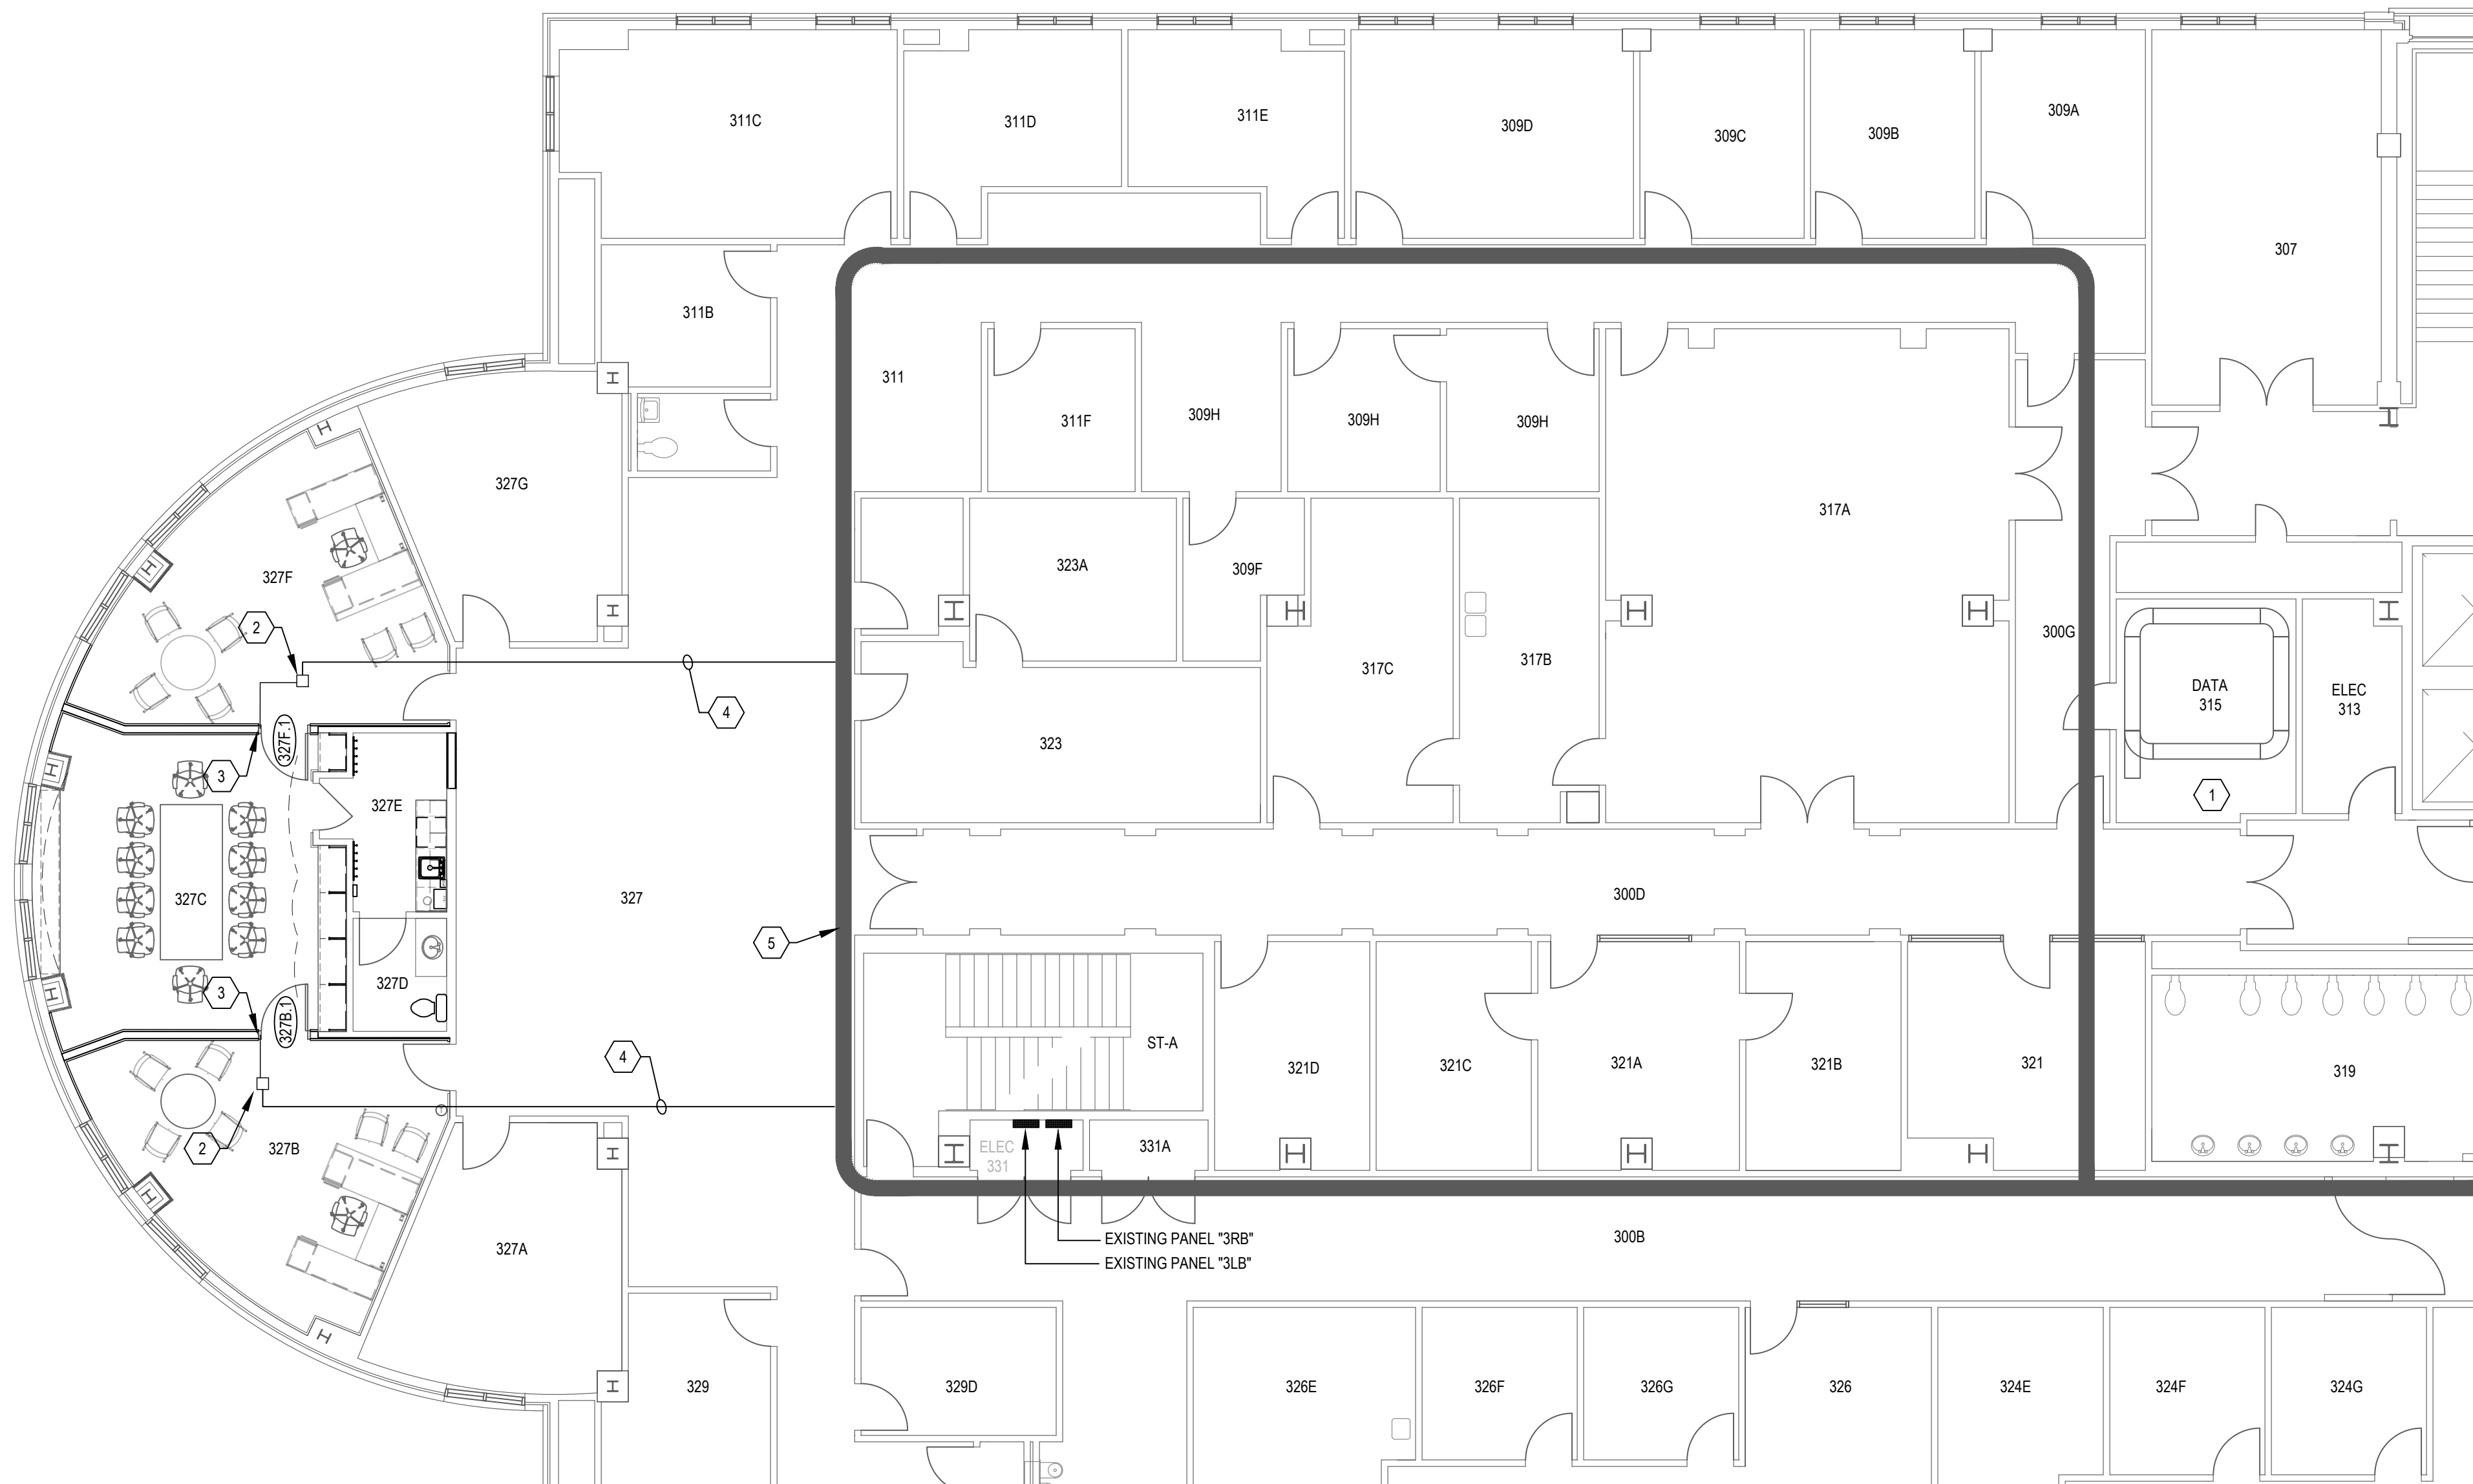 311C
311D
311E
309D
309C
309B
309A
307
311B
311
311F
309H
309H
309H
327G
317A
323A
309F
327F
2
300G
317C
317B
DATA
315
ELEC
313
4
323
327F.1
3
327E
1
327C
327
300D
5
327D
3
327B.1
ST-A
4
321D
321C
321A
321B
321
319
2
327B
ELEC
331
331A
EXISTING PANEL "3RB"
EXISTING PANEL "3LB"
300B
327A
329
329D
326E
326F
326G
326
324E
324F
324G